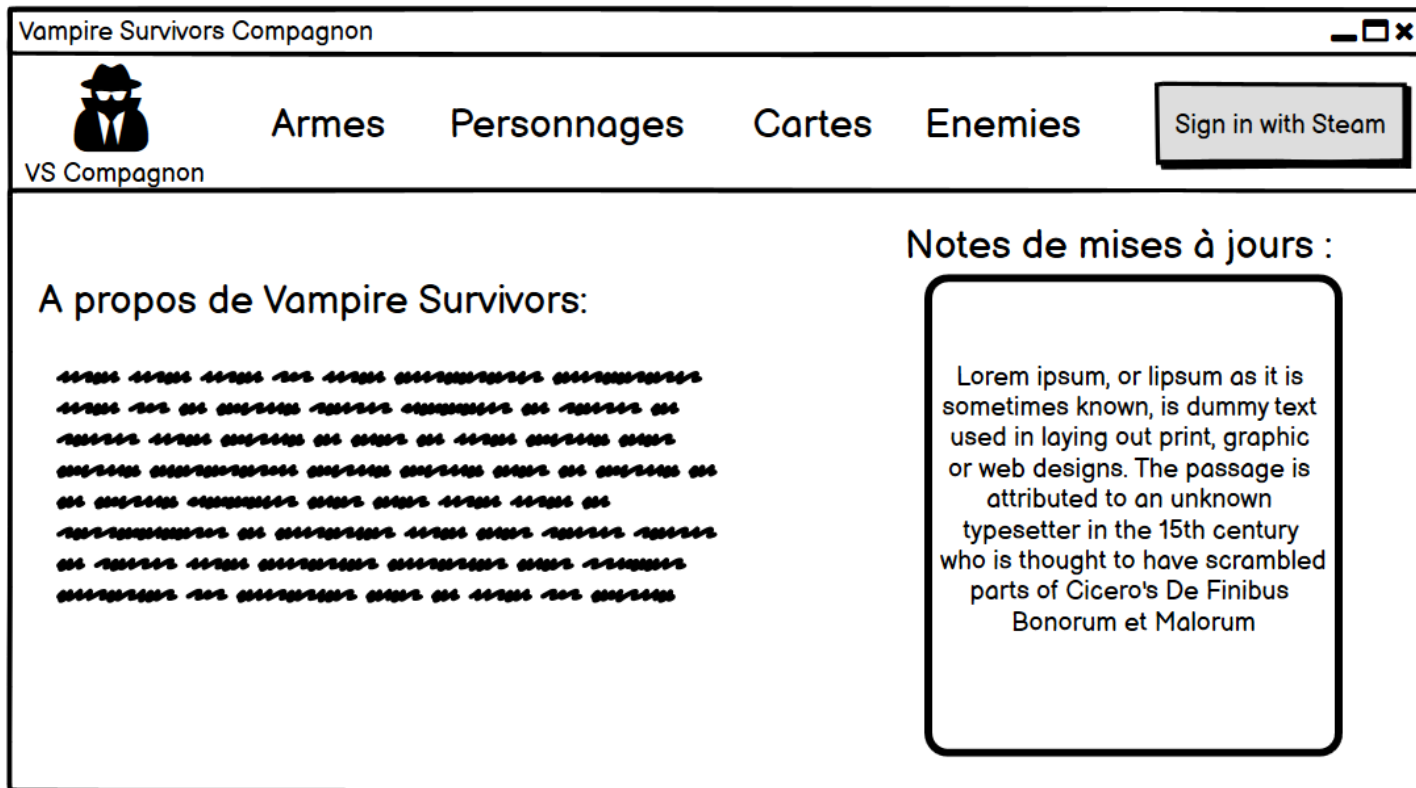 Vampire Survivors Compagnon
VS Compagnon
Armes
Personnages
Cartes
Enemies
Sign in with Steam
A propos de Vampire Survivors:
Notes de mises à jours :
Lorem ipsum, or lipsum as it is
sometimes known, is dummy text
used in laying out print, graphic
or web designs. The passage is
attributed to an unknown
typesetter in the 15th century
who is thought to have scrambled
parts of Cicero's De Finibus
Bonorum et Malorum